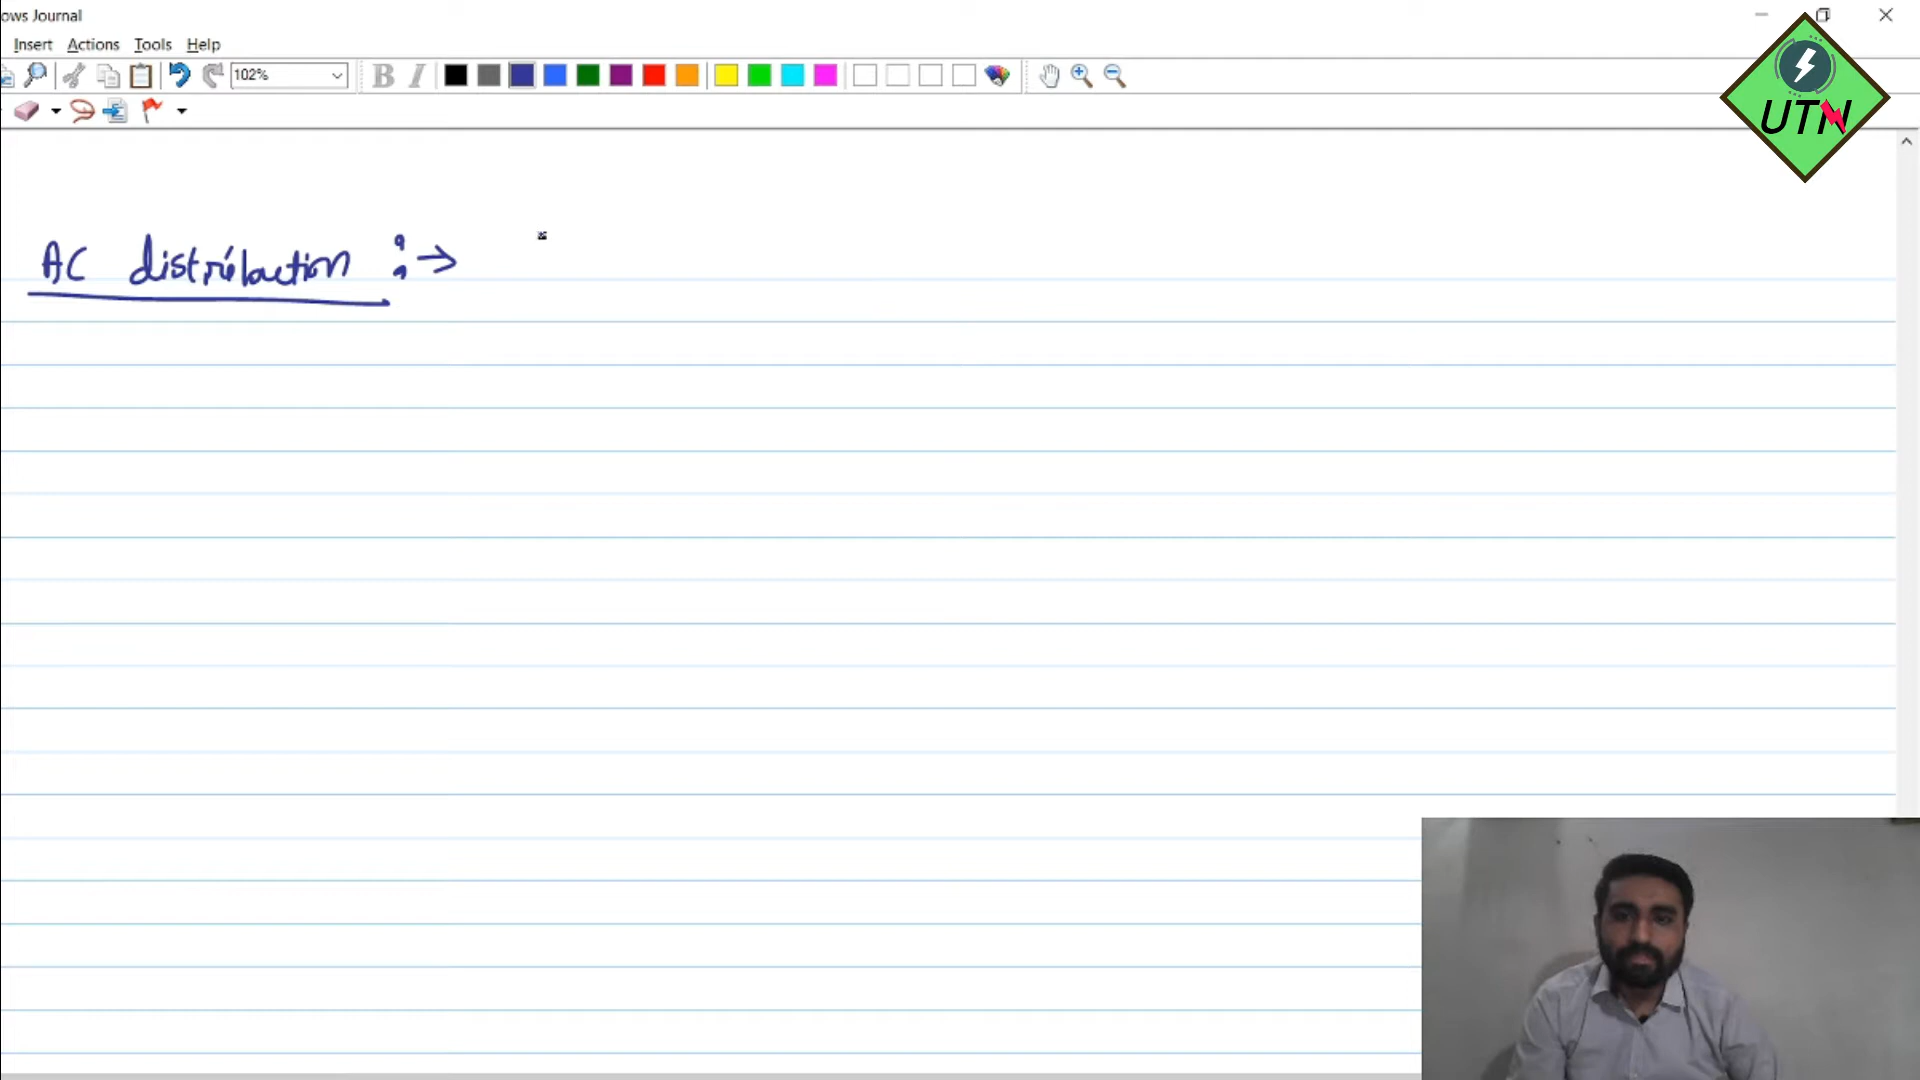 ows Journal
Insert Actions Tools Help
102% B I
UTN
AC distribution :→